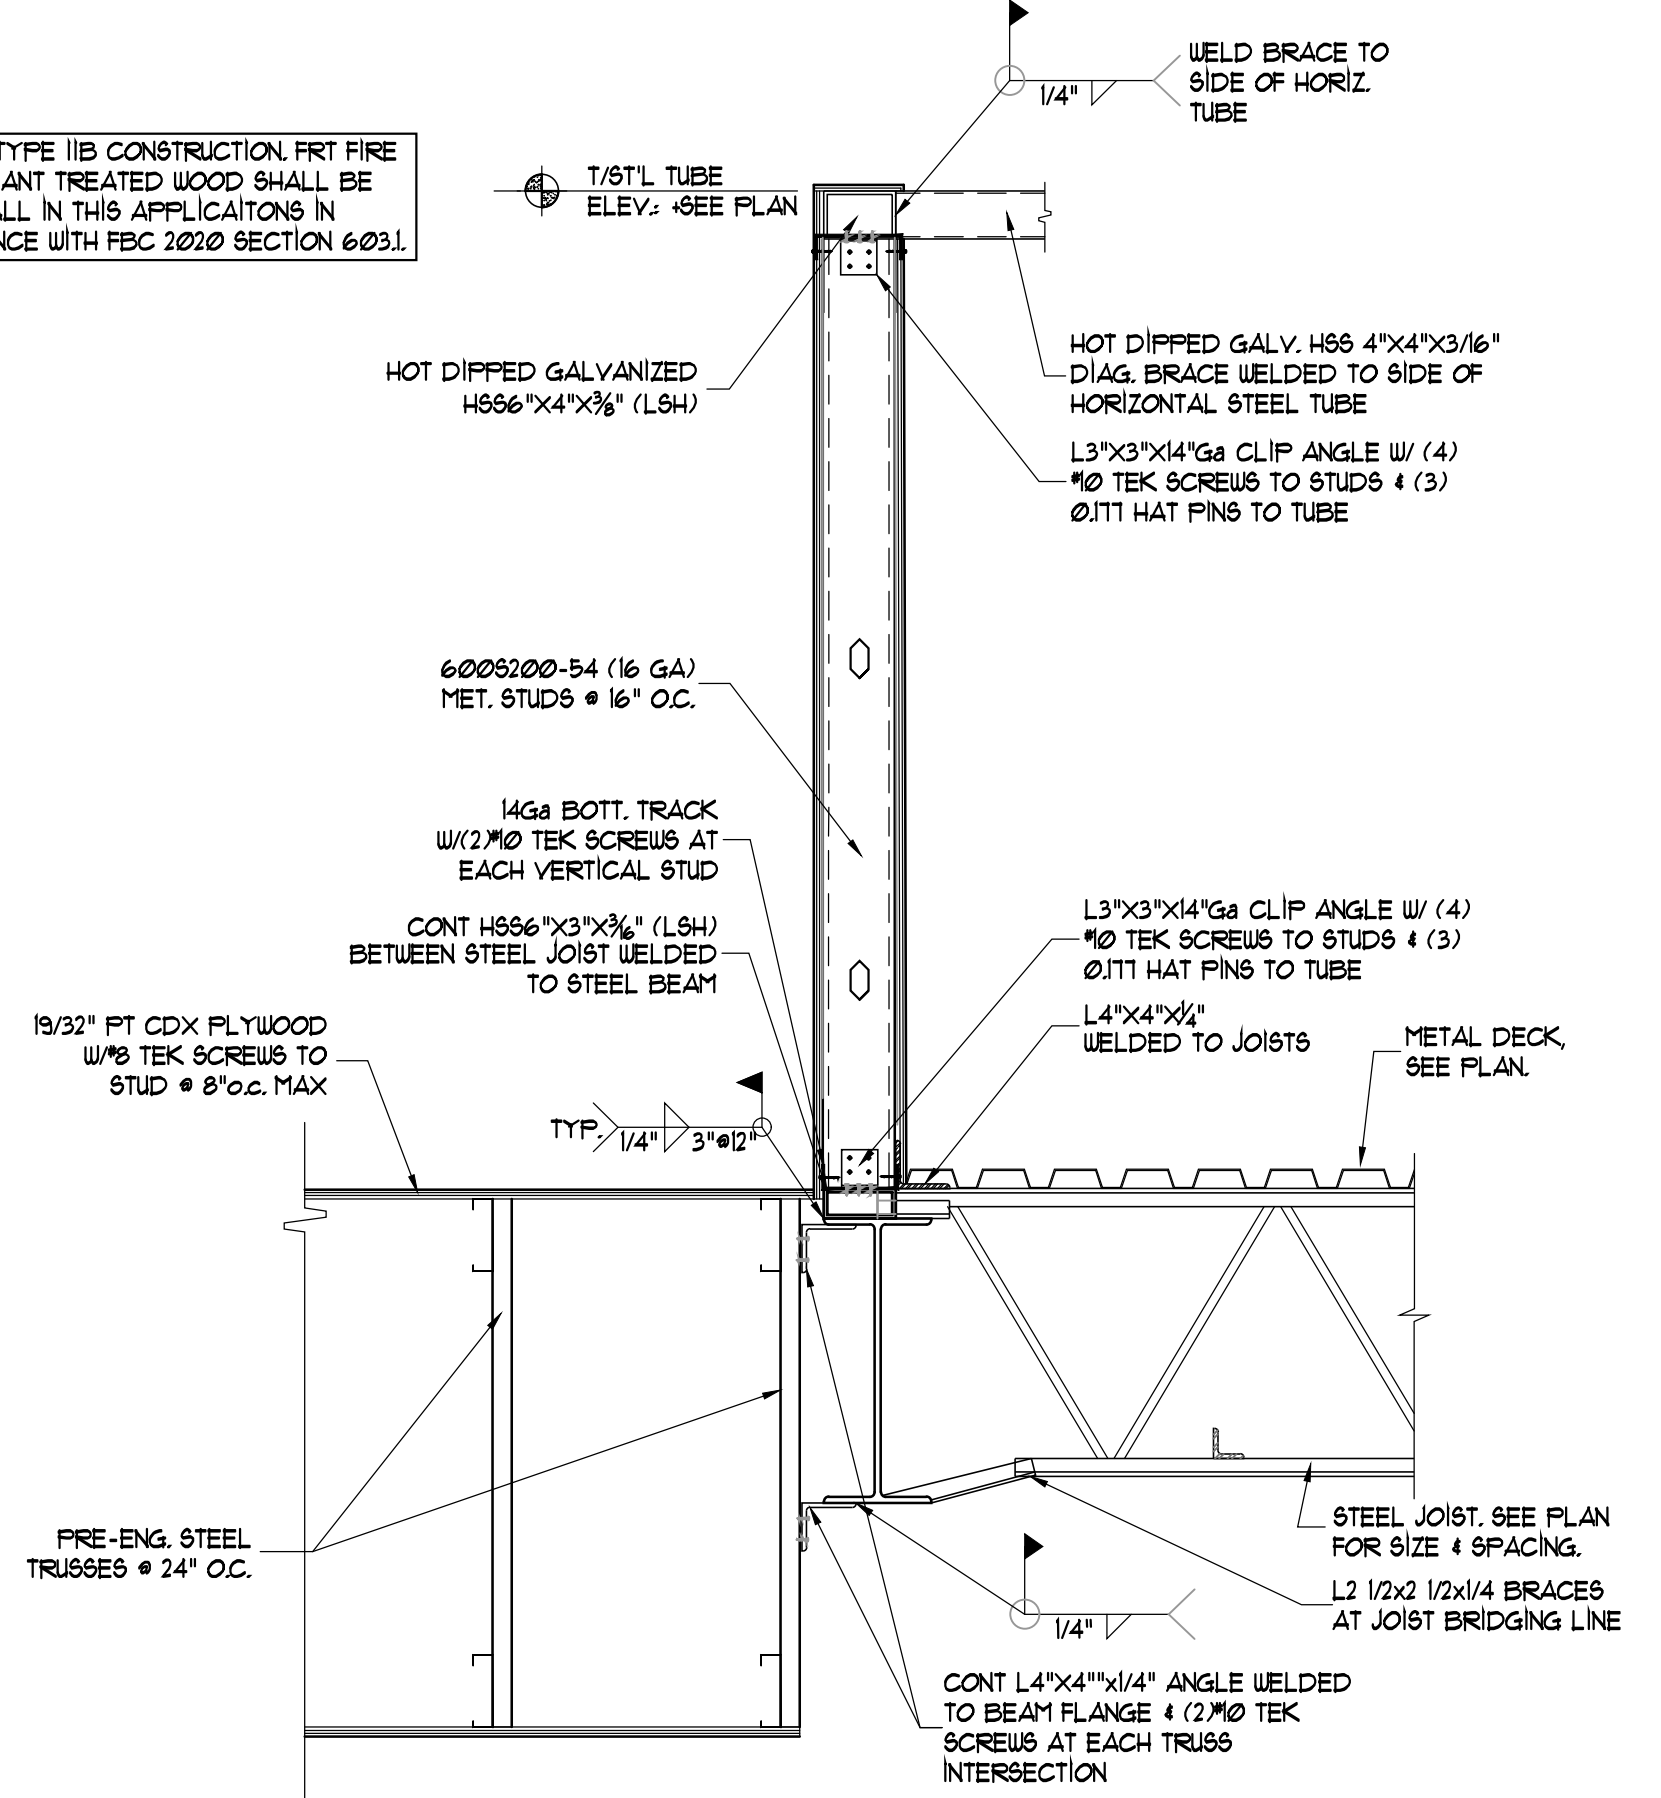 WELD BRACE TO
SIDE OF HORIZ.
TUBE
1/4"
TYPE IIB CONSTRUCTION. FRT FIRE
ANT TREATED WOOD SHALL BE
ALL IN THIS APPLICAITONS IN
NCE WITH FBC 2020 SECTION 603.1.
T/ST'L TUBE
ELEV.: +SEE PLAN
HOT DIPPED GALVANIZED
HSS6"X4"X3/8" (LSH)
HOT DIPPED GALV. HSS 4"X4"X3/16"
DIAG. BRACE WELDED TO SIDE OF
HORIZONTAL STEEL TUBE
L3"X3"X14"Ga CLIP ANGLE W/ (4)
#10 TEK SCREWS TO STUDS & (3)
0.177 HAT PINS TO TUBE
600S200-54 (16 GA)
MET. STUDS @ 16" O.C.
14Ga BOTT. TRACK
W/(2)#10 TEK SCREWS AT
EACH VERTICAL STUD
CONT HSS6"X3"X3/16" (LSH)
BETWEEN STEEL JOIST WELDED
TO STEEL BEAM
L3"X3"X14"Ga CLIP ANGLE W/ (4)
#10 TEK SCREWS TO STUDS & (3)
0.177 HAT PINS TO TUBE
L4"X4"X1/4"
WELDED TO JOISTS
METAL DECK,
SEE PLAN.
19/32" PT CDX PLYWOOD
W/#8 TEK SCREWS TO
STUD @ 8"o.c. MAX
TYP.
1/4"
3"@12"
PRE-ENG. STEEL
TRUSSES @ 24" O.C.
STEEL JOIST. SEE PLAN
FOR SIZE & SPACING.
L2 1/2x2 1/2x1/4 BRACES
AT JOIST BRIDGING LINE
1/4"
CONT L4"X4""x1/4" ANGLE WELDED
TO BEAM FLANGE & (2)#10 TEK
SCREWS AT EACH TRUSS
INTERSECTION